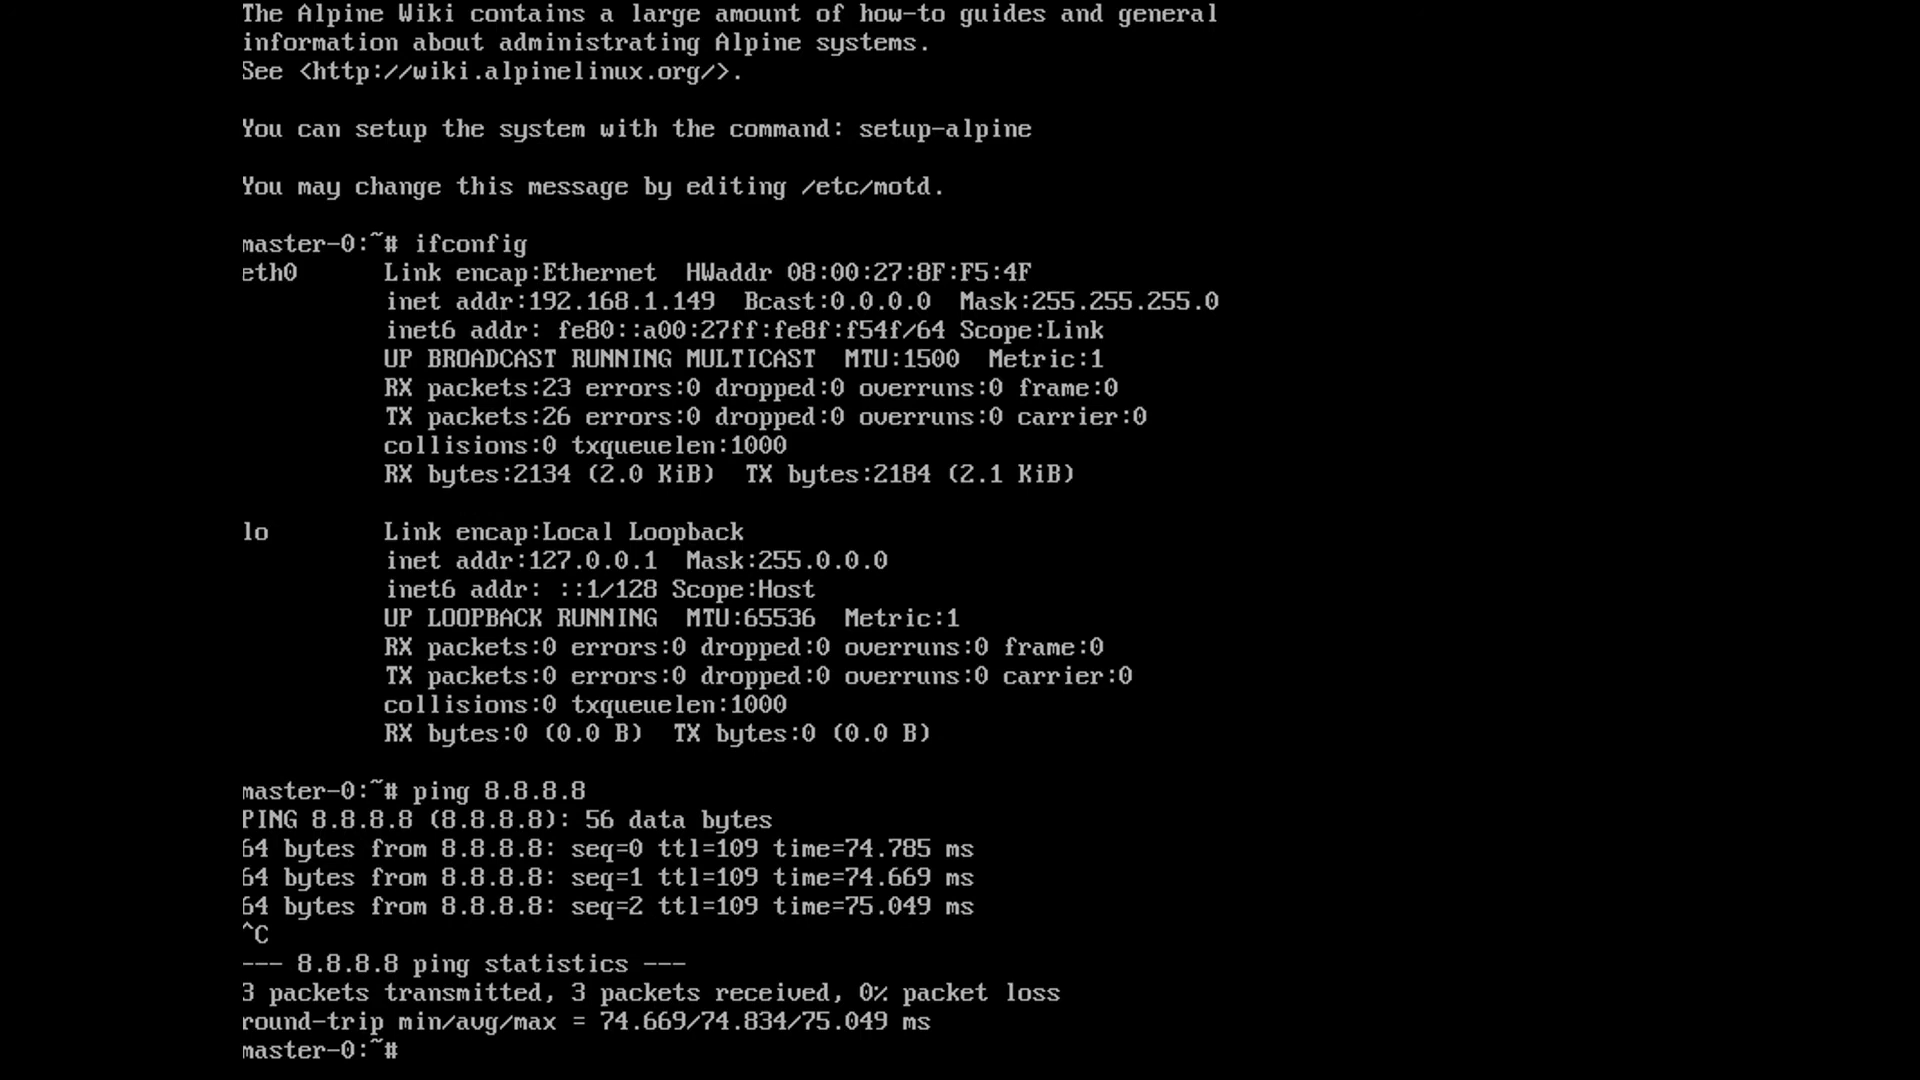 The Alpine Wiki contains a large amount of how-to guides and general
information about administrating Alpine systems.
See <http://wiki.alpinelinux.org/>.
You can setup the system with the command: setup-alpine
You may change this message by editing /etc/motd.
master-0:~# ifconfig
eth0      Link encap:Ethernet  HWaddr 08:00:27:8F:F5:4F
          inet addr:192.168.1.149  Bcast:0.0.0.0  Mask:255.255.255.0
          inet6 addr: fe80::a00:27ff:fe8f:f54f/64 Scope:Link
          UP BROADCAST RUNNING MULTICAST  MTU:1500  Metric:1
          RX packets:23 errors:0 dropped:0 overruns:0 frame:0
          TX packets:26 errors:0 dropped:0 overruns:0 carrier:0
          collisions:0 txqueuelen:1000
          RX bytes:2134 (2.0 KiB)  TX bytes:2184 (2.1 KiB)
lo        Link encap:Local Loopback
          inet addr:127.0.0.1  Mask:255.0.0.0
          inet6 addr: ::1/128 Scope:Host
          UP LOOPBACK RUNNING  MTU:65536  Metric:1
          RX packets:0 errors:0 dropped:0 overruns:0 frame:0
          TX packets:0 errors:0 dropped:0 overruns:0 carrier:0
          collisions:0 txqueuelen:1000
          RX bytes:0 (0.0 B)  TX bytes:0 (0.0 B)
master-0:~# ping 8.8.8.8
PING 8.8.8.8 (8.8.8.8): 56 data bytes
64 bytes from 8.8.8.8: seq=0 ttl=109 time=74.785 ms
64 bytes from 8.8.8.8: seq=1 ttl=109 time=74.669 ms
64 bytes from 8.8.8.8: seq=2 ttl=109 time=75.049 ms
^C
--- 8.8.8.8 ping statistics ---
3 packets transmitted, 3 packets received, 0% packet loss
round-trip min/avg/max = 74.669/74.834/75.049 ms
master-0:~#